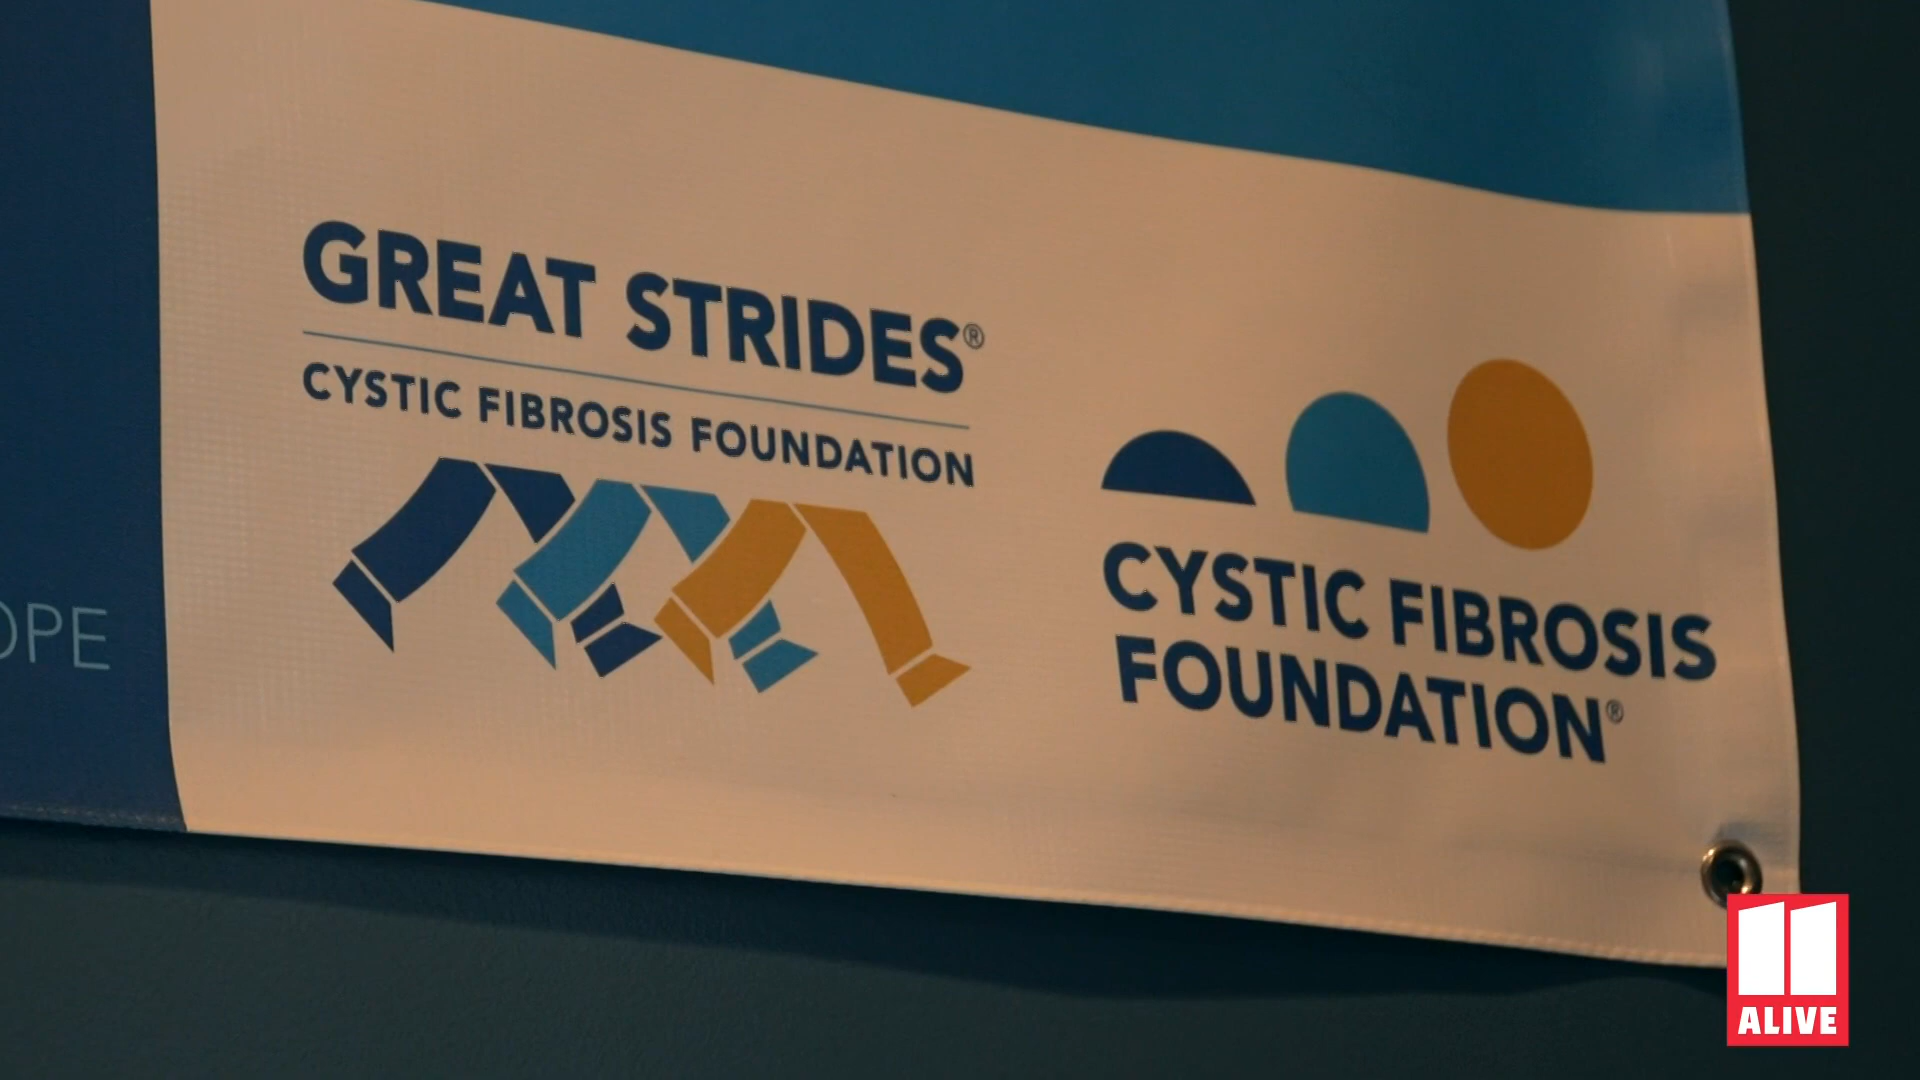 GREAT STRIDES®
CYSTIC FIBROSIS FOUNDATION
CYSTIC FIBROSIS
FOUNDATION®
OPE
11
ALIVE